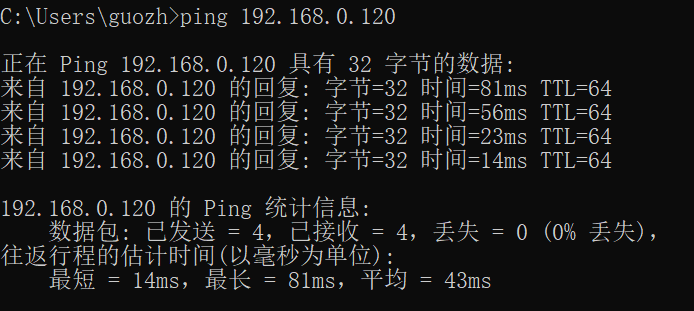 C:\Users\guozh>ping 192.168.0.120
正在 Ping 192.168.0.120 具有 32 字节的数据:
来自 192.168.0.120 的回复: 字节=32 时间=81ms TTL=64
来自 192.168.0.120 的回复: 字节=32 时间=56ms TTL=64
来自 192.168.0.120 的回复: 字节=32 时间=23ms TTL=64
来自 192.168.0.120 的回复: 字节=32 时间=14ms TTL=64
192.168.0.120 的 Ping 统计信息:
数据包: 已发送 = 4，已接收 = 4，丢失 = 0 (0% 丢失)，
往返行程的估计时间(以毫秒为单位):
最短 = 14ms，最长 = 81ms，平均 = 43ms